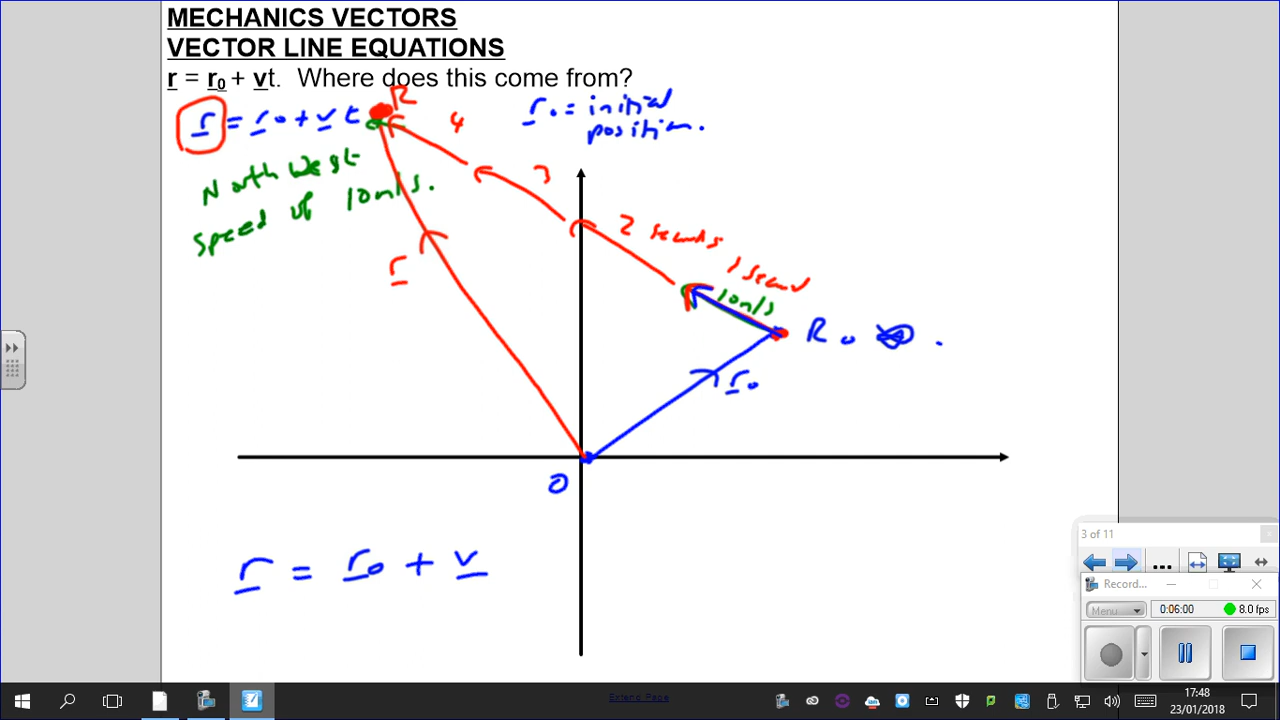 MECHANICS VECTORS
VECTOR LINE EQUATIONS
r = r0 + vt. Where does this come from?
r = r0 + v t
R
4
r0 = initial
position.
North West
speed of 10m/s.
3
2 seconds
1 second
10m/s
r
R0
.
r0
O
r = r0 + v
3 of 11
...
Record...
Menu
0:06:00
8.0 fps
Extend Page
17:48
23/01/2018